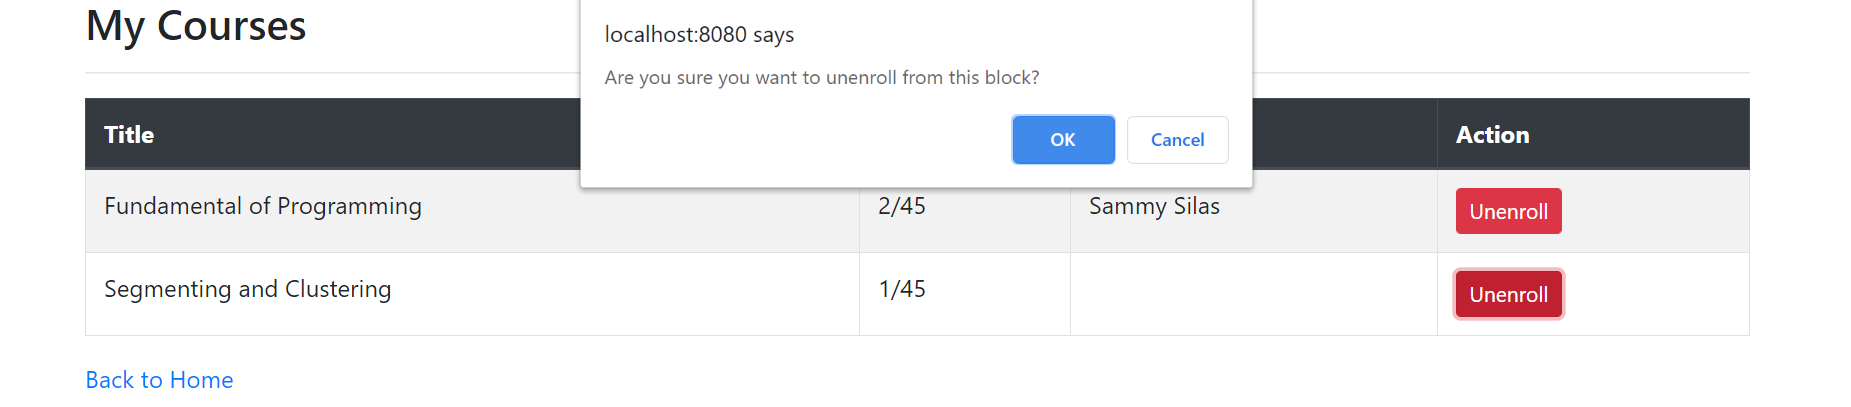 My Courses
localhost:8080 says
Are you sure you want to unenroll from this block?
OK Cancel
Title Action
Fundamental of Programming 2/45 Sammy Silas Unenroll
Segmenting and Clustering 1/45 Unenroll
Back to Home